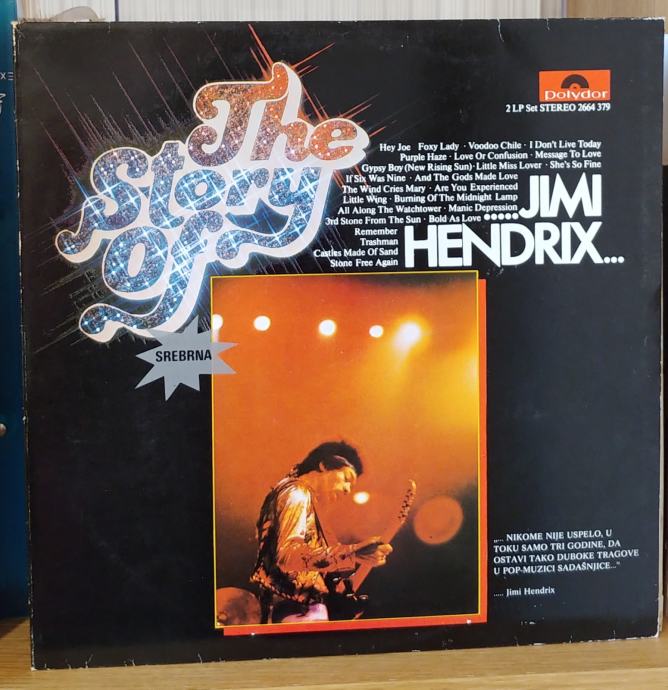 The
Story
Of
polydor
2 LP Set STEREO 2664 379
Hey Joe Foxy Lady · Voodoo Chile · I Don't Live Today
Purple Haze · Love Or Confusion · Message To Love
Gypsy Boy (New Rising Sun) · Little Miss Lover · She's So Fine
If Six Was Nine · And The Gods Made Love
The Wind Cries Mary · Are You Experienced
Little Wing · Burning Of The Midnight Lamp
All Along The Watchtower · Manic Depression
3rd Stone From The Sun · Bold As Love
Remember
Trashman
Castles Made Of Sand
Stone Free Again
.....JIMI
HENDRIX...
SREBRNA
„... NIKOME NIJE USPELO, U
TOKU SAMO TRI GODINE, DA
OSTAVI TAKO DUBOKE TRAGOVE
U POP-MUZICI SADAŠNJICE..."
..... Jimi Hendrix